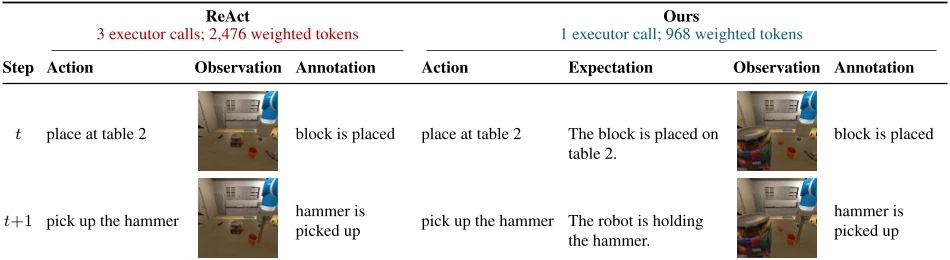 ReAct Ours
3 executor calls; 2,476 weighted tokens 1 executor call; 968 weighted tokens
Step Action Observation Annotation Action Expectation Observation Annotation
t place at table 2 block is placed place at table 2 The block is placed on table 2. block is placed
t+1 pick up the hammer hammer is picked up pick up the hammer The robot is holding the hammer. hammer is picked up